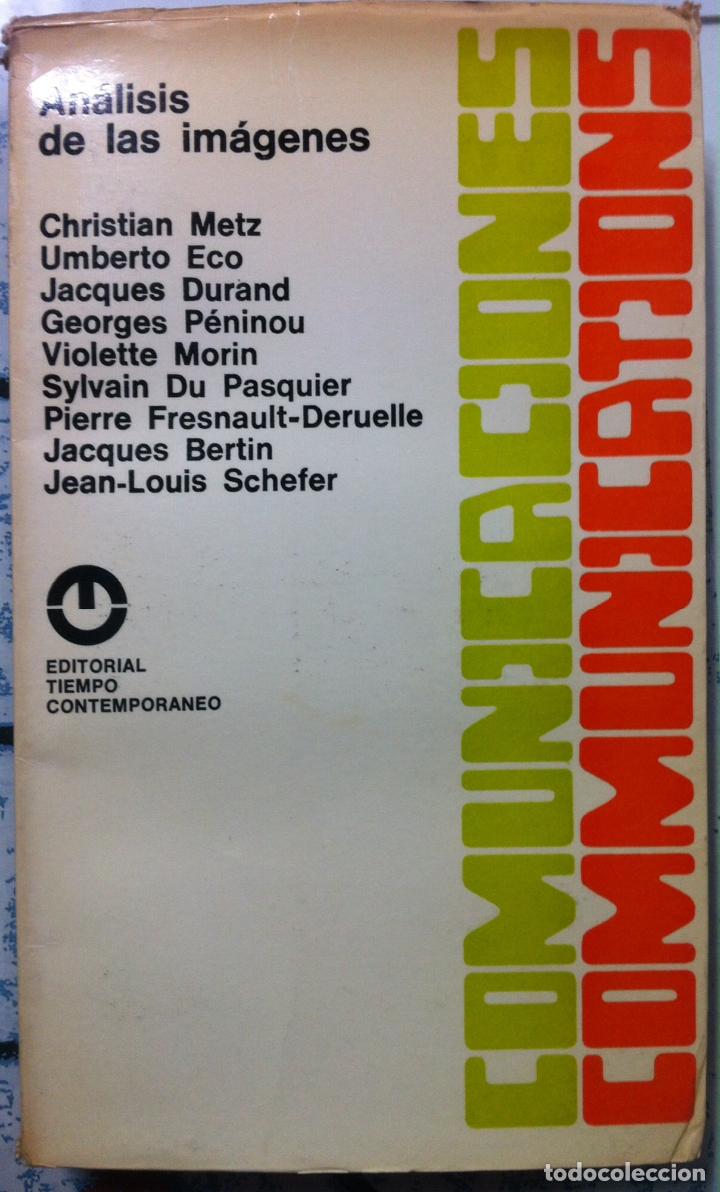 Análisis
de las imágenes
Christian Metz
Umberto Eco
Jacques Durand
Georges Péninou
Violette Morin
Sylvain Du Pasquier
Pierre Fresnault-Deruelle
Jacques Bertin
Jean-Louis Schefer
EDITORIAL
TIEMPO
CONTEMPORANEO
COMUNICACIONES
COMMUNICATIONS
todocoleccion